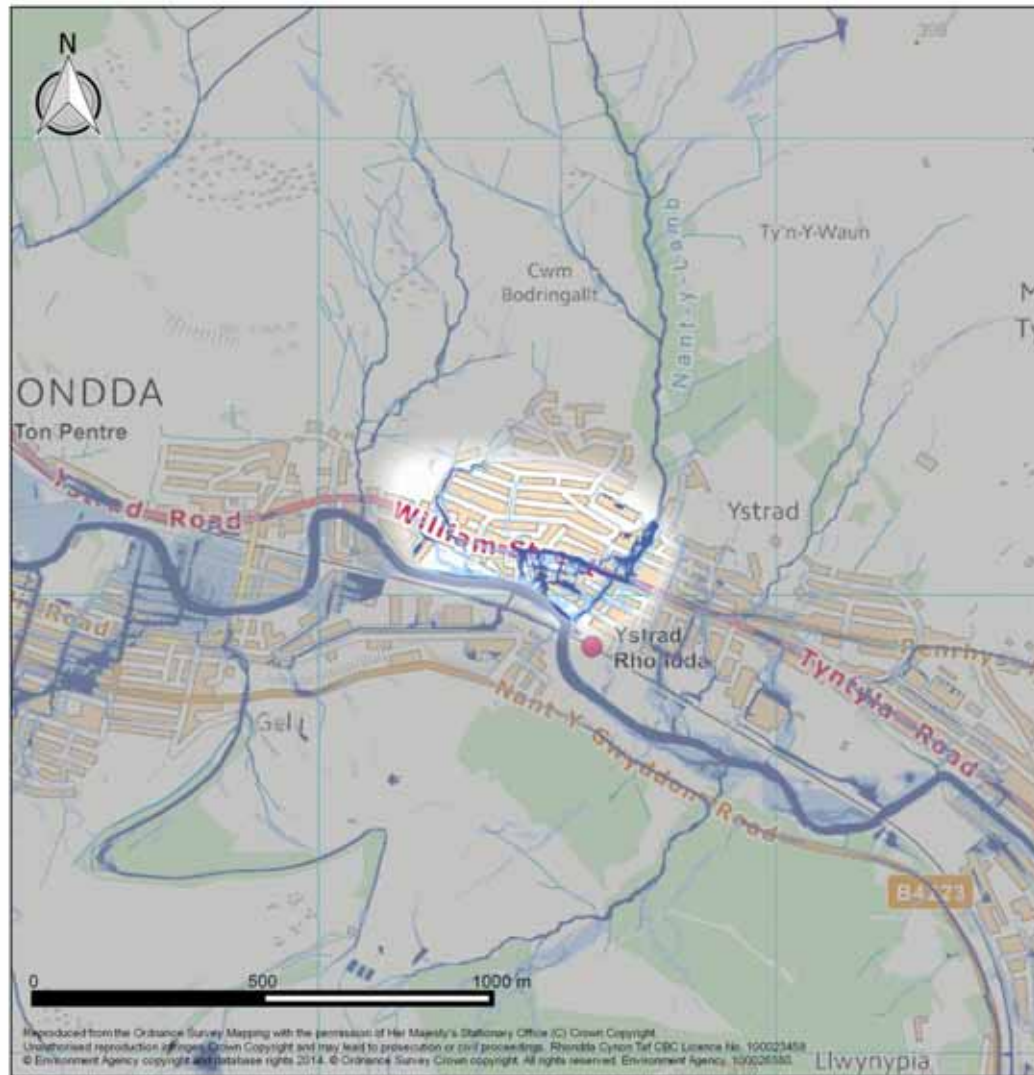 N
398
Nant-y-Lamb
Ty'n-Y-Waun
Cwm
Bodringallt
ONDDA
Ton Pentre
Ystrad Road
William St
Ystrad
Road
Ystrad
Rhondda
Penrhys
Tyntyla Road
Nant-Y-Gwyddon Road
B4223
0 500 1000 m
Reproduced from the Ordnance Survey Mapping with the permission of Her Majesty's Stationary Office (C) Crown Copyright.
Unauthorised reproduction infringes Crown Copyright and may lead to prosecution or civil proceedings. Rhondda Cynon Taf CBC Licence No. 100023458
© Environment Agency copyright and database rights 2014. © Ordnance Survey Crown copyright. All rights reserved. Environment Agency, 100026380.
Llwynypia